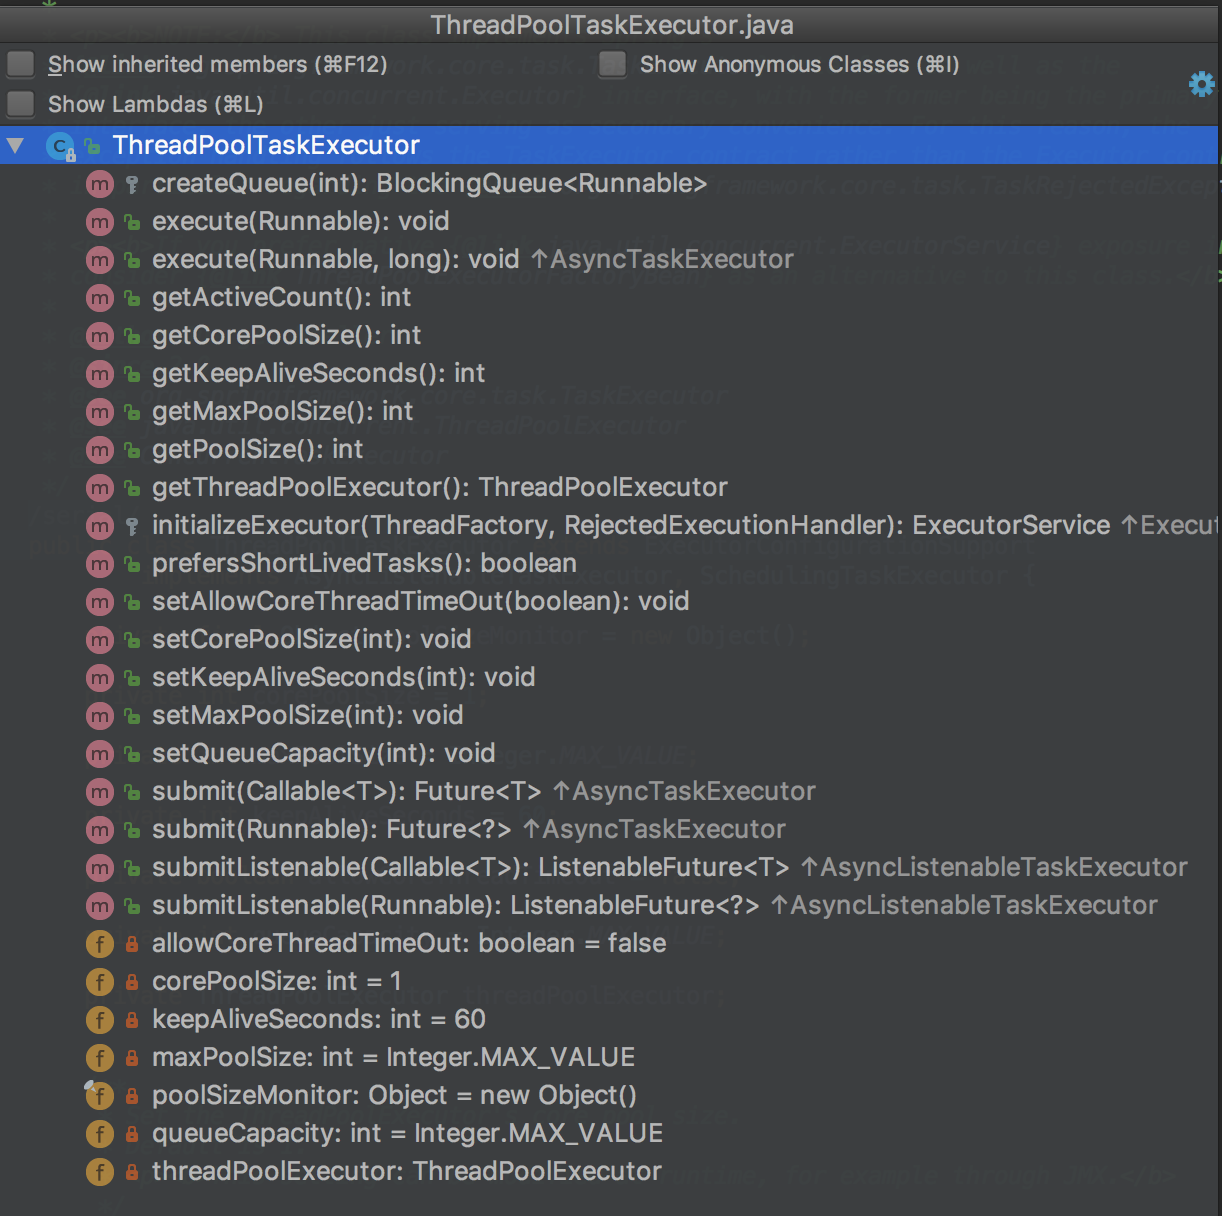 ThreadPoolTaskExecutor.java
Show inherited members (⌘F12)
Show Anonymous Classes (⌘I)
Show Lambdas (⌘L)
C ThreadPoolTaskExecutor
m createQueue(int): BlockingQueue<Runnable>
m execute(Runnable): void
m execute(Runnable, long): void ↑AsyncTaskExecutor
m getActiveCount(): int
m getCorePoolSize(): int
m getKeepAliveSeconds(): int
m getMaxPoolSize(): int
m getPoolSize(): int
m getThreadPoolExecutor(): ThreadPoolExecutor
m initializeExecutor(ThreadFactory, RejectedExecutionHandler): ExecutorService ↑Execut
m prefersShortLivedTasks(): boolean
m setAllowCoreThreadTimeOut(boolean): void
m setCorePoolSize(int): void
m setKeepAliveSeconds(int): void
m setMaxPoolSize(int): void
m setQueueCapacity(int): void
m submit(Callable<T>): Future<T> ↑AsyncTaskExecutor
m submit(Runnable): Future<?> ↑AsyncTaskExecutor
m submitListenable(Callable<T>): ListenableFuture<T> ↑AsyncListenableTaskExecutor
m submitListenable(Runnable): ListenableFuture<?> ↑AsyncListenableTaskExecutor
f allowCoreThreadTimeOut: boolean = false
f corePoolSize: int = 1
f keepAliveSeconds: int = 60
f maxPoolSize: int = Integer.MAX_VALUE
f poolSizeMonitor: Object = new Object()
f queueCapacity: int = Integer.MAX_VALUE
f threadPoolExecutor: ThreadPoolExecutor